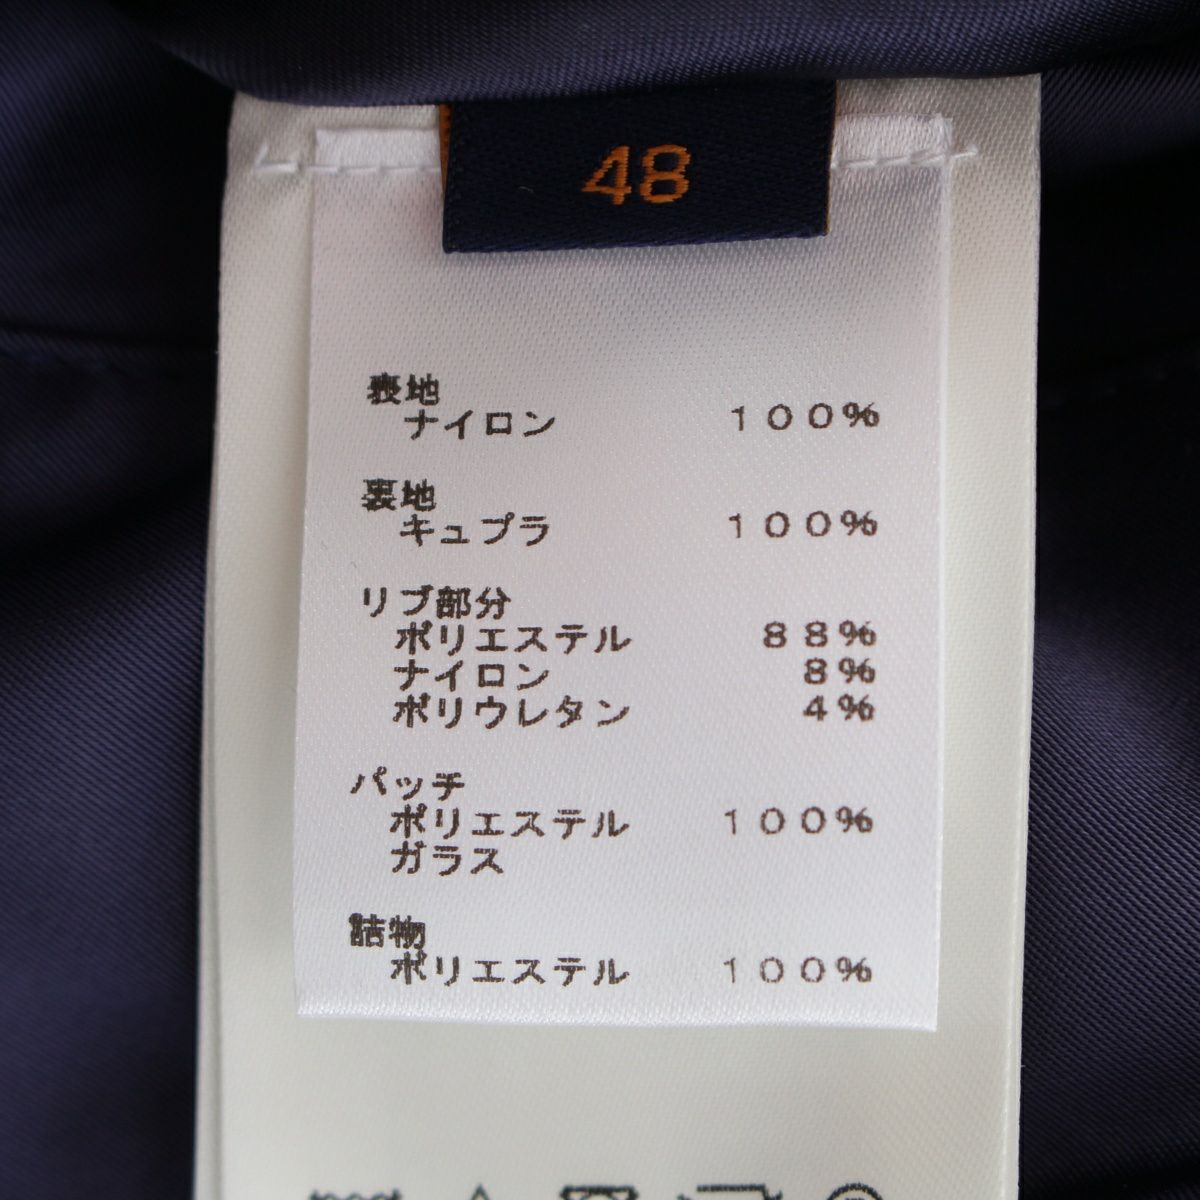 48
表地
ナイロン 100%
裏地
キュプラ 100%
リブ部分
ポリエステル 88%
ナイロン 8%
ポリウレタン 4%
パッチ
ポリエステル 100%
ガラス
詰物
ポリエステル 100%